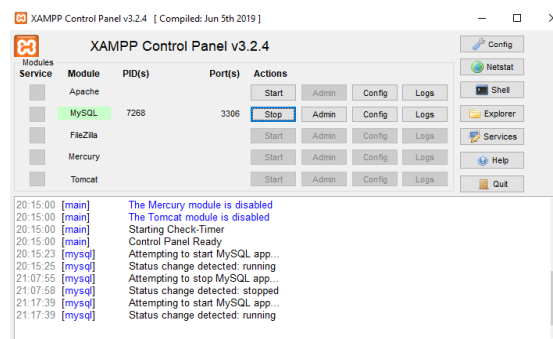 XAMPP Control Panel v3.2.4 [ Compiled: Jun 5th 2019 ]
XAMPP Control Panel v3.2.4
Config
Modules
Service Module PID(s) Port(s) Actions
Netstat
Apache Start Admin Config Logs
Shell
MySQL 7268 3306 Stop Admin Config Logs
Explorer
FileZilla Start Admin Config Logs
Services
Mercury Start Admin Config Logs
Help
Tomcat Start Admin Config Logs
Quit
20:15:00 [main] The Mercury module is disabled
20:15:00 [main] The Tomcat module is disabled
20:15:00 [main] Starting Check-Timer
20:15:00 [main] Control Panel Ready
20:15:23 [mysql] Attempting to start MySQL app...
20:15:25 [mysql] Status change detected: running
21:07:55 [mysql] Attempting to stop MySQL app...
21:07:58 [mysql] Status change detected: stopped
21:17:39 [mysql] Attempting to start MySQL app...
21:17:39 [mysql] Status change detected: running